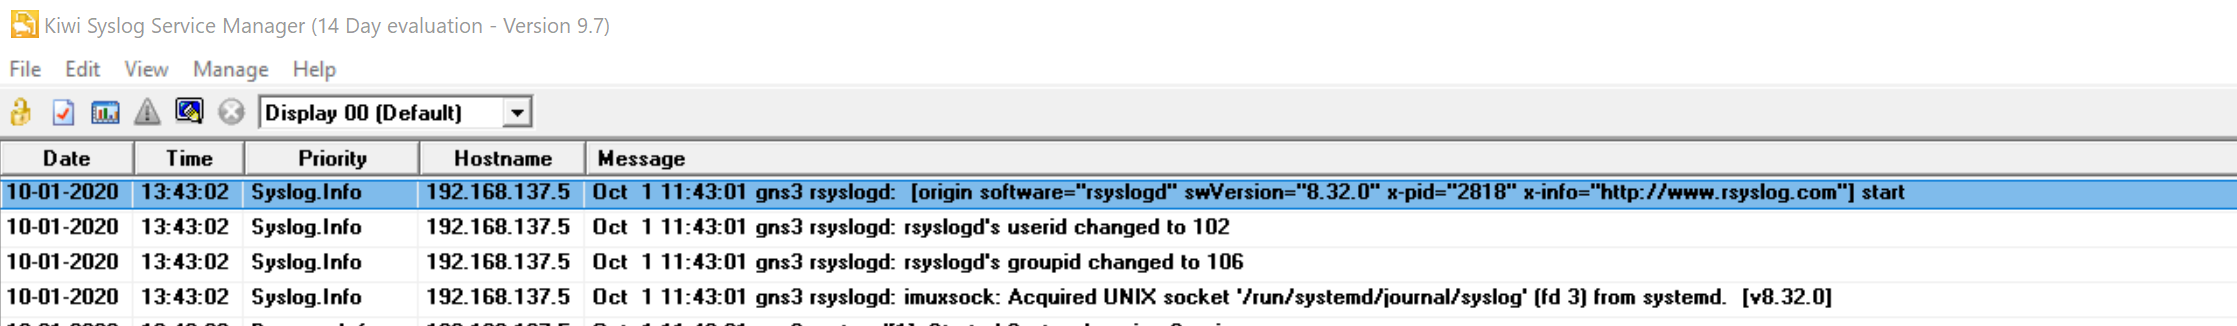 Kiwi Syslog Service Manager (14 Day evaluation - Version 9.7)
File Edit View Manage Help
Display 00 (Default)
Date Time Priority Hostname Message
10-01-2020 13:43:02 Syslog.Info 192.168.137.5 Oct 1 11:43:01 gns3 rsyslogd: [origin software="rsyslogd" swVersion="8.32.0" x-pid="2818" x-info="http://www.rsyslog.com"] start
10-01-2020 13:43:02 Syslog.Info 192.168.137.5 Oct 1 11:43:01 gns3 rsyslogd: rsyslogd's userid changed to 102
10-01-2020 13:43:02 Syslog.Info 192.168.137.5 Oct 1 11:43:01 gns3 rsyslogd: rsyslogd's groupid changed to 106
10-01-2020 13:43:02 Syslog.Info 192.168.137.5 Oct 1 11:43:01 gns3 rsyslogd: imuxsock: Acquired UNIX socket '/run/systemd/journal/syslog' (fd 3) from systemd. [v8.32.0]